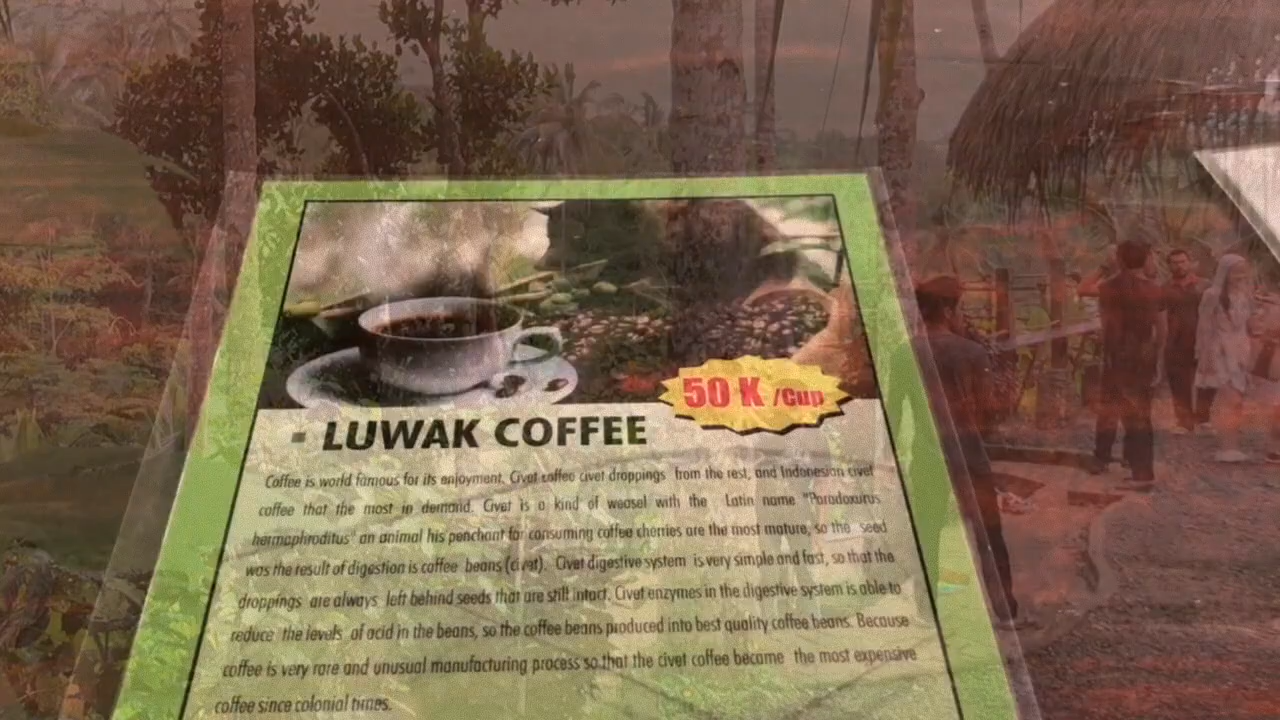 50 K /Cup
LUWAK COFFEE
Coffee is world famous for its enjoyment. Civet coffee civet droppings from the rest, and Indonesian civet
coffee that the most in demand. Civet is a kind of weasel with the Latin name "Paradoxurus
hermaphroditus" an animal his penchant for consuming coffee cherries are the most mature, so the seed
was the result of digestion is coffee beans (civet). Civet digestive system is very simple and fast, so that the
droppings are always left behind seeds that are still intact. Civet enzymes in the digestive system is able to
reduce the levels of acid in the beans, so the coffee beans produced into best quality coffee beans. Because
coffee is very rare and unusual manufacturing process so that the civet coffee became the most expensive
coffee since colonial times.